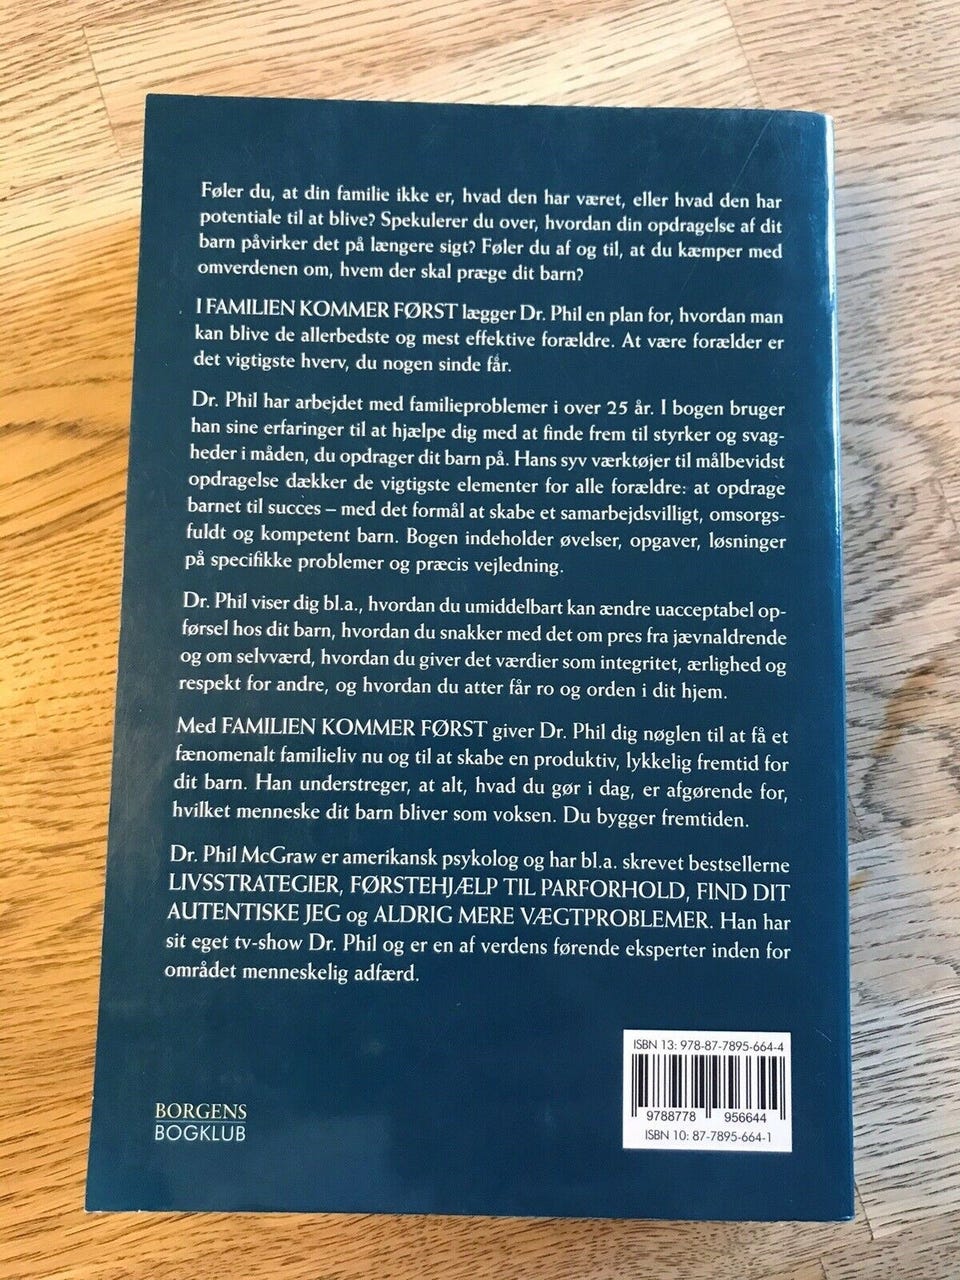 Føler du, at din familie ikke er, hvad den har været, eller hvad den har
potentiale til at blive? Spekulerer du over, hvordan din opdragelse af dit
barn påvirker det på længere sigt? Føler du af og til, at du kæmper med
omverdenen om, hvem der skal præge dit barn?
I FAMILIEN KOMMER FØRST lægger Dr. Phil en plan for, hvordan man
kan blive de allerbedste og mest effektive forældre. At være forælder er
det vigtigste hverv, du nogen sinde får.
Dr. Phil har arbejdet med familieproblemer i over 25 år. I bogen bruger
han sine erfaringer til at hjælpe dig med at finde frem til styrker og svag-
heder i måden, du opdrager dit barn på. Hans syv værktøjer til målbevidst
opdragelse dækker de vigtigste elementer for alle forældre: at opdrage
barnet til succes – med det formål at skabe et samarbejdsvilligt, omsorgs-
fuldt og kompetent barn. Bogen indeholder øvelser, opgaver, løsninger
på specifikke problemer og præcis vejledning.
Dr. Phil viser dig bl.a., hvordan du umiddelbart kan ændre uacceptabel op-
førsel hos dit barn, hvordan du snakker med det om pres fra jævnaldrende
og om selvværd, hvordan du giver det værdier som integritet, ærlighed og
respekt for andre, og hvordan du atter får ro og orden i dit hjem.
Med FAMILIEN KOMMER FØRST giver Dr. Phil dig nøglen til at få et
fænomenalt familieliv nu og til at skabe en produktiv, lykkelig fremtid for
dit barn. Han understreger, at alt, hvad du gør i dag, er afgørende for,
hvilket menneske dit barn bliver som voksen. Du bygger fremtiden.
Dr. Phil McGraw er amerikansk psykolog og har bl.a. skrevet bestsellerne
LIVSSTRATEGIER, FØRSTEHJÆLP TIL PARFORHOLD, FIND DIT
AUTENTISKE JEG og ALDRIG MERE VÆGTPROBLEMER. Han har
sit eget tv-show Dr. Phil og er en af verdens førende eksperter inden for
området menneskelig adfærd.
BORGENS
BOGKLUB
ISBN 13: 978-87-7895-664-4
9788778 956644
ISBN 10: 87-7895-664-1